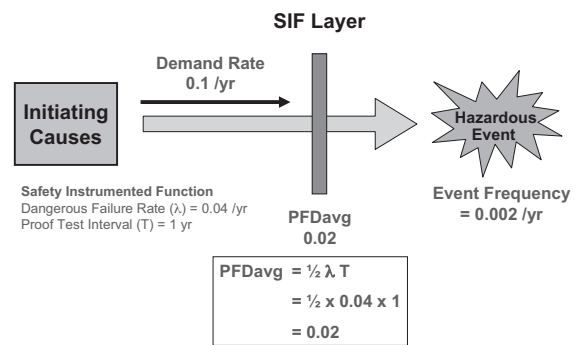 SIF Layer
Demand Rate
0.1 /yr
Initiating
Causes
Hazardous
Event
Safety Instrumented Function
Dangerous Failure Rate (λ) = 0.04 /yr
Proof Test Interval (T) = 1 yr
PFDavg
0.02
Event Frequency
= 0.002 /yr
PFDavg = ½ λ T
= ½ x 0.04 x 1
= 0.02